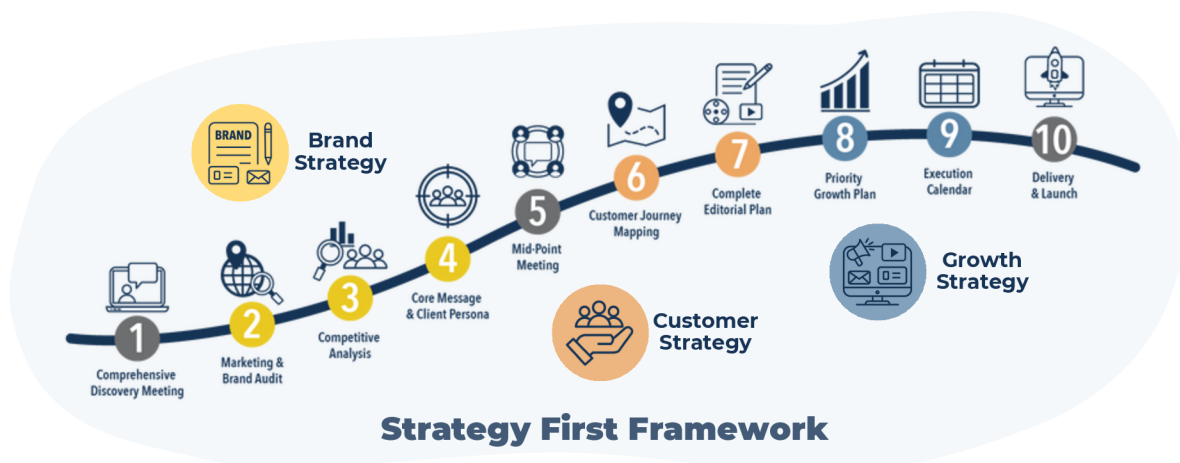 BRAND
Brand
Strategy
1
Comprehensive
Discovery Meeting
2
Marketing &
Brand Audit
3
Competitive
Analysis
4
Core Message
& Client Persona
5
Mid-Point
Meeting
6
Customer Journey
Mapping
7
Complete
Editorial Plan
8
Priority
Growth Plan
9
Execution
Calendar
10
Delivery
& Launch
Customer
Strategy
Growth
Strategy
Strategy First Framework